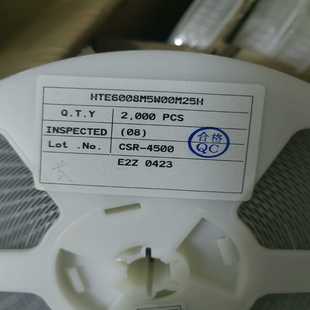 HTE6008M5W00M25H
Q.T.Y 2,000 PCS
INSPECTED (08)
Lot .No. CSR-4500
合格
QC
E2Z 0423